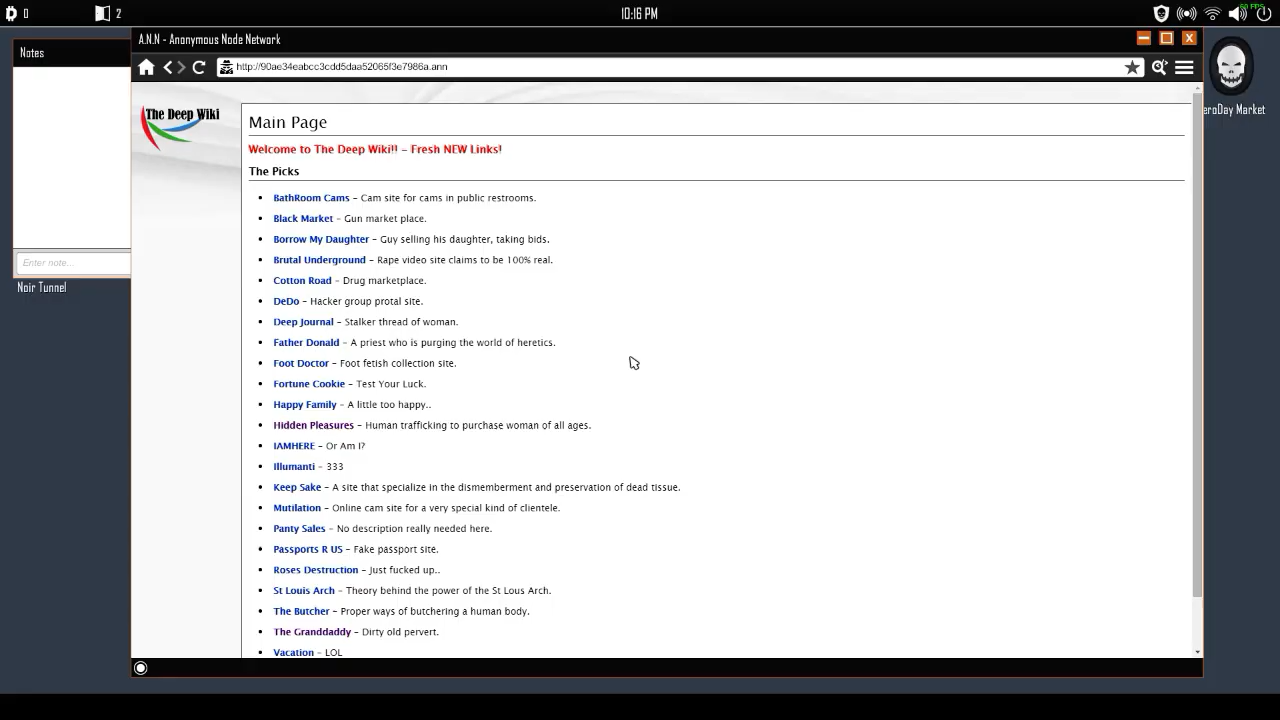 0
2
10:16 PM
60 FPS
Notes
A.N.N - Anonymous Node Network
http://90ae34eabcc3cdd5daa52065f3e7986a.ann
eroDay Market
Enter note...
Noir Tunnel
The Deep Wiki
Main Page
Welcome to The Deep Wiki!! - Fresh NEW Links!
The Picks
BathRoom Cams - Cam site for cams in public restrooms.
Black Market - Gun market place.
Borrow My Daughter - Guy selling his daughter, taking bids.
Brutal Underground - Rape video site claims to be 100% real.
Cotton Road - Drug marketplace.
DeDo - Hacker group protal site.
Deep Journal - Stalker thread of woman.
Father Donald - A priest who is purging the world of heretics.
Foot Doctor - Foot fetish collection site.
Fortune Cookie - Test Your Luck.
Happy Family - A little too happy..
Hidden Pleasures - Human trafficking to purchase woman of all ages.
IAMHERE - Or Am I?
Illumanti - 333
Keep Sake - A site that specialize in the dismemberment and preservation of dead tissue.
Mutilation - Online cam site for a very special kind of clientele.
Panty Sales - No description really needed here.
Passports R US - Fake passport site.
Roses Destruction - Just fucked up..
St Louis Arch - Theory behind the power of the St Lous Arch.
The Butcher - Proper ways of butchering a human body.
The Granddaddy - Dirty old pervert.
Vacation - LOL